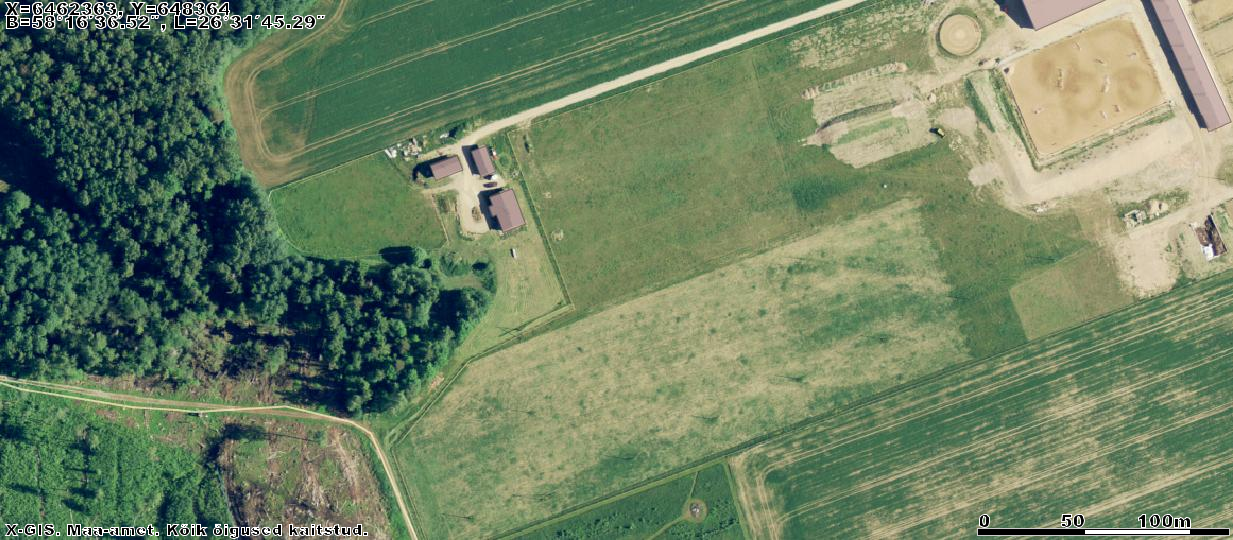 X=6462363, Y=648364
B=58°16'36.52", L=26°31'45.29"
X-GIS. Maa-amet. Kõik õigused kaitstud.
0 50 100m